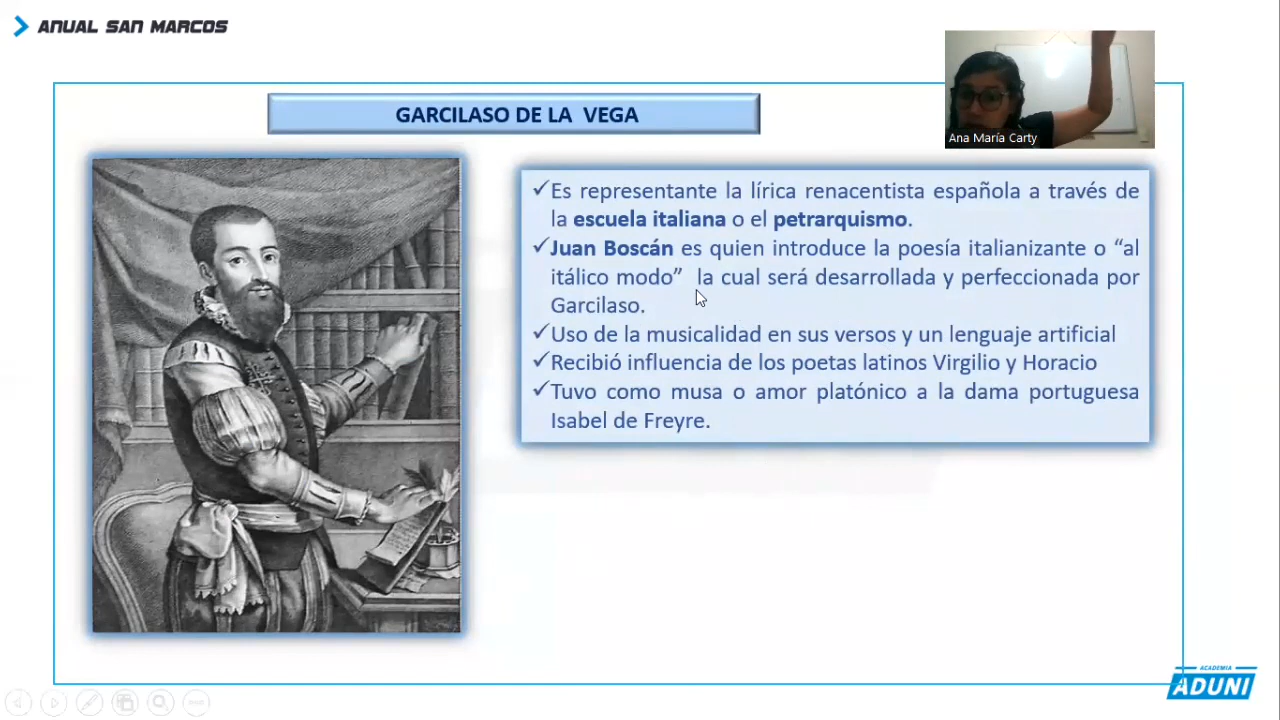 ANUAL SAN MARCOS
Ana María Carty
GARCILASO DE LA VEGA
✓Es representante la lírica renacentista española a través de
la escuela italiana o el petrarquismo.
✓Juan Boscán es quien introduce la poesía italianizante o “al
itálico modo” la cual será desarrollada y perfeccionada por
Garcilaso.
✓Uso de la musicalidad en sus versos y un lenguaje artificial
✓Recibió influencia de los poetas latinos Virgilio y Horacio
✓Tuvo como musa o amor platónico a la dama portuguesa
Isabel de Freyre.
ACADEMIA
ADUNI